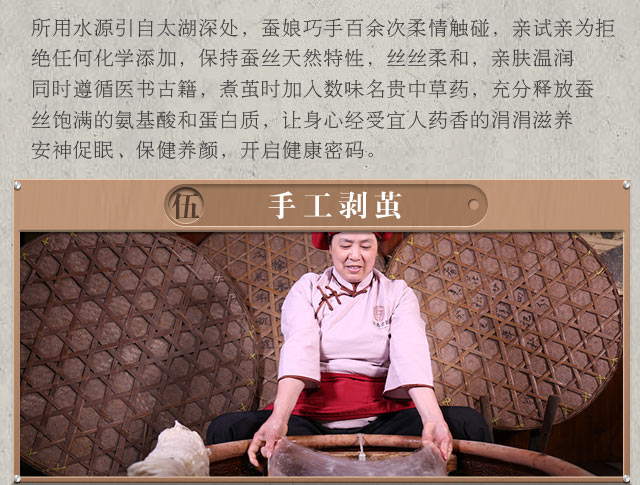 所用水源引自太湖深处，蚕娘巧手百余次柔情触碰，亲试亲为拒
绝任何化学添加，保持蚕丝天然特性，丝丝柔和，亲肤温润
同时遵循医书古籍，煮茧时加入数味名贵中草药，充分释放蚕
丝饱满的氨基酸和蛋白质，让身心经受宜人药香的涓涓滋养
安神促眠、保健养颜，开启健康密码。
伍 手工剥茧